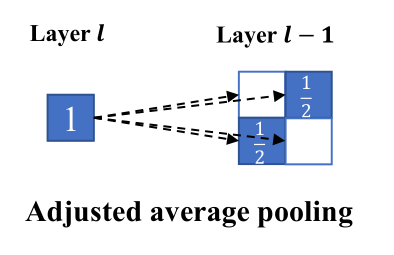 Layer l
Layer l − 1
1
1/2
1/2
Adjusted average pooling